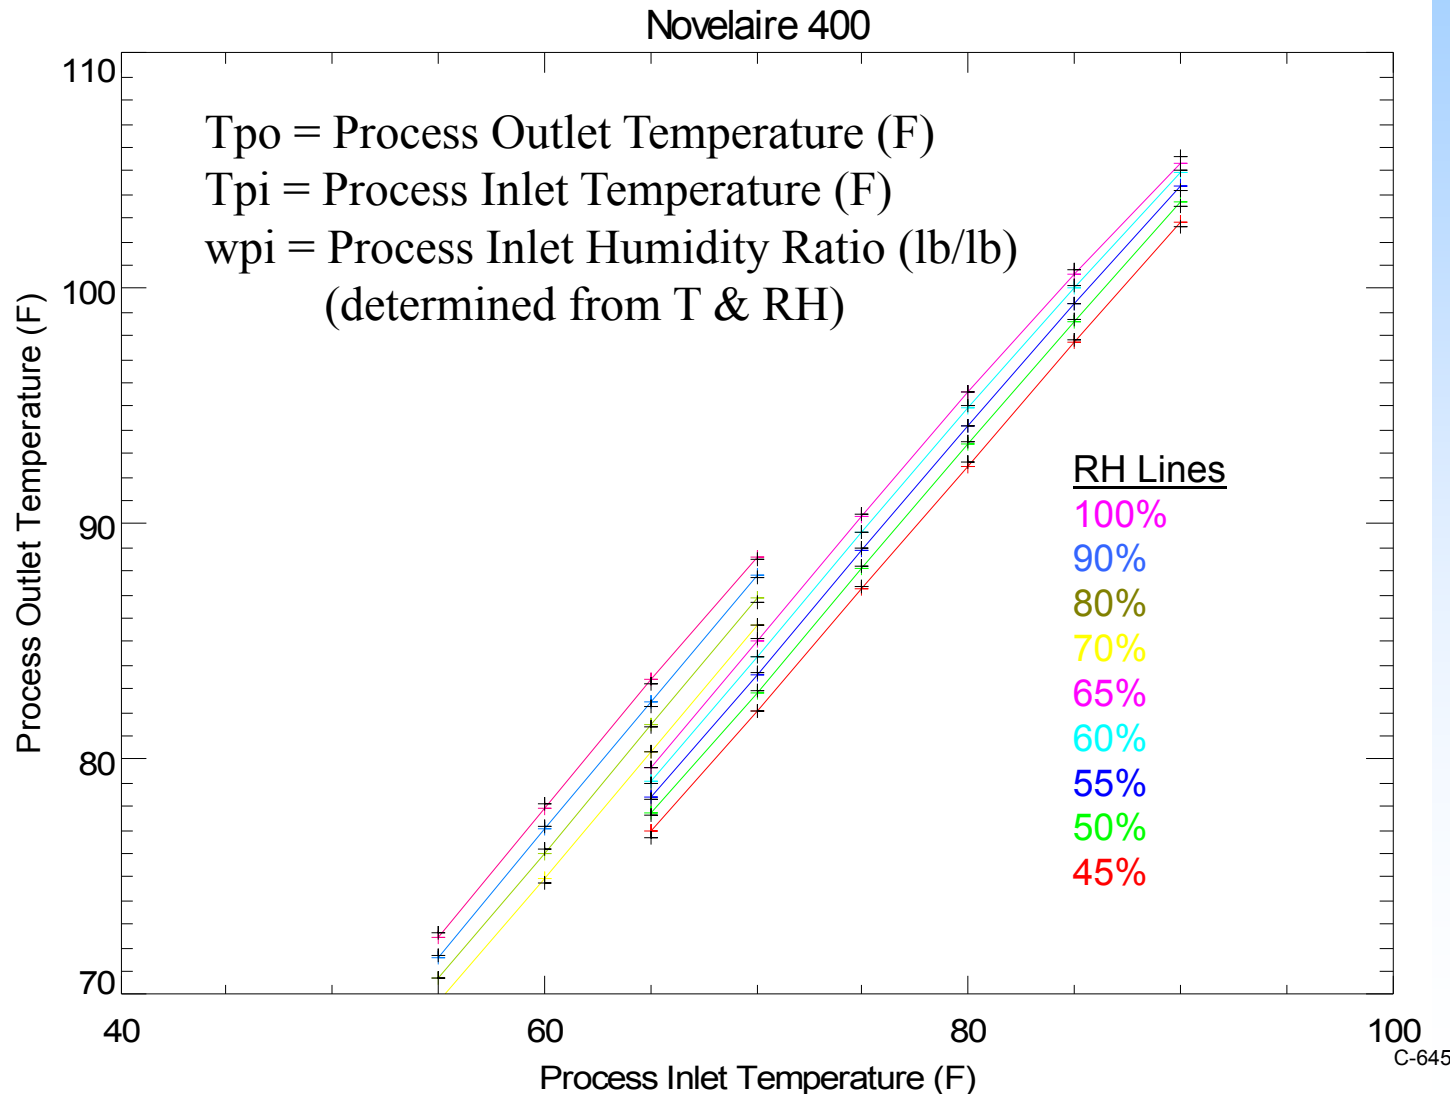 Novelaire 400
110
100
90
80
70
Process Outlet Temperature (F)
Tpo = Process Outlet Temperature (F)
Tpi = Process Inlet Temperature (F)
wpi = Process Inlet Humidity Ratio (lb/lb)
(determined from T & RH)
RH Lines
100%
90%
80%
70%
65%
60%
55%
50%
45%
40
60
80
100
Process Inlet Temperature (F)
C-645